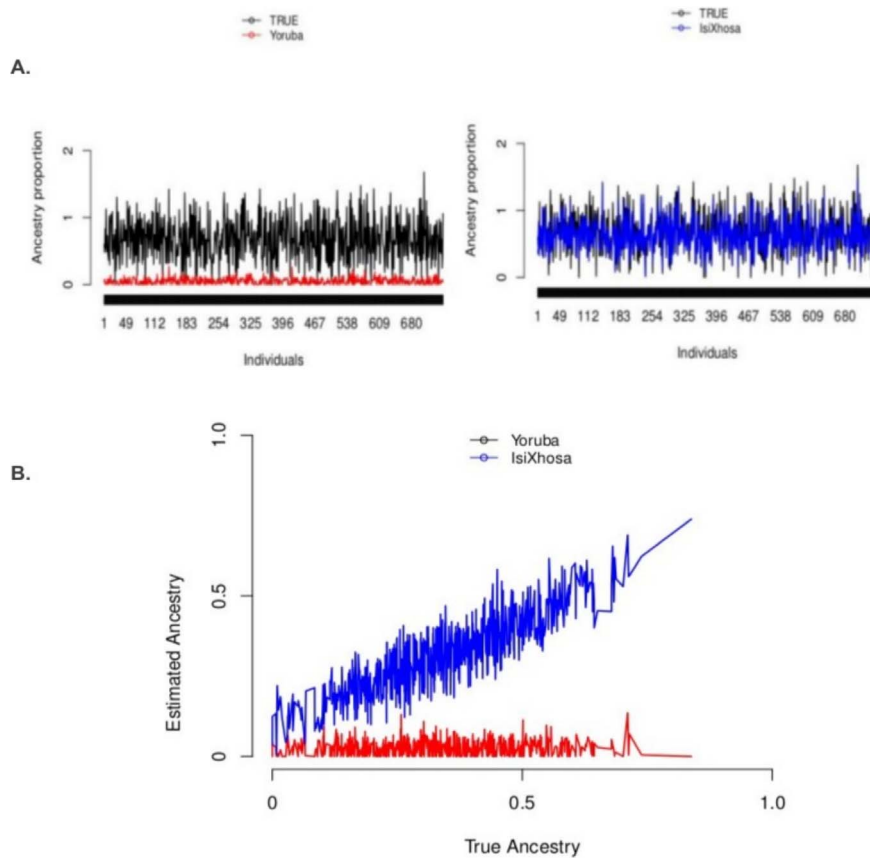 TRUE
Yoruba
TRUE
IsiXhosa
A.
Ancestry proportion
2
1
0
1 49 112 183 254 325 396 467 538 609 680
Individuals
Ancestry proportion
2
1
0
1 49 112 183 254 325 396 467 538 609 680
Individuals
B.
Yoruba
IsiXhosa
Estimated Ancestry
1.0
0.5
0
0 0.5 1.0
True Ancestry